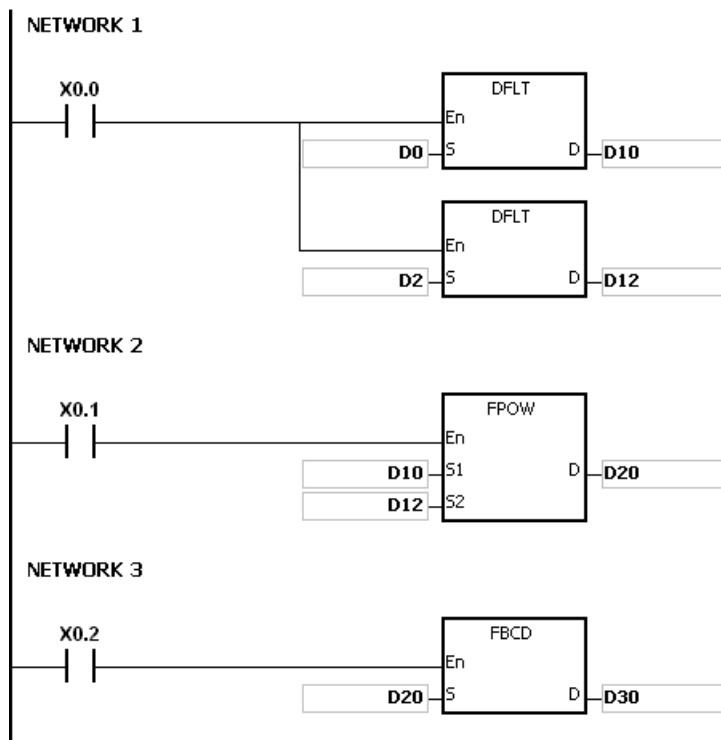 NETWORK 1
X0.0
DFLT
En
D0 S D D10
DFLT
En
D2 S D D12
NETWORK 2
X0.1
FPOW
En
D10 S1 D D20
D12 S2
NETWORK 3
X0.2
FBCD
En
D20 S D D30